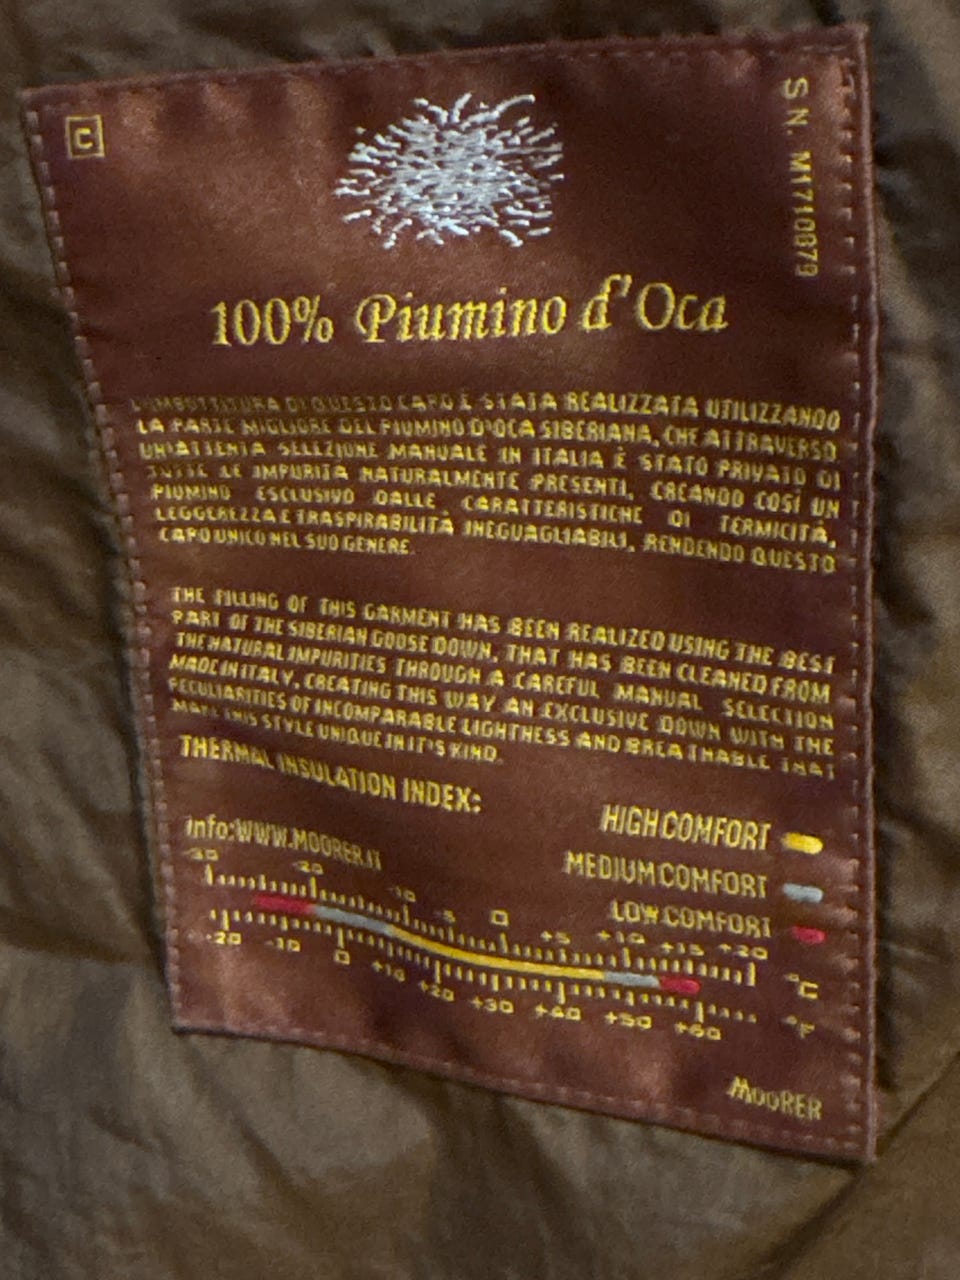 C
S.N. M1710879
100% Piumino d'Oca
L'IMBOTTITURA DI QUESTO CAPO È STATA REALIZZATA UTILIZZANDO
LA PARTE MIGLIORE DEL PIUMINO D'OCA SIBERIANA, CHE ATTRAVERSO
UN'ATTENTA SELEZIONE MANUALE IN ITALIA È STATO PRIVATO DI
TUTTE LE IMPURITÀ NATURALMENTE PRESENTI, CREANDO COSÌ UN
PIUMINO ESCLUSIVO DALLE CARATTERISTICHE DI TERMICITÀ,
LEGGEREZZA E TRASPIRABILITÀ INEGUAGLIABILI, RENDENDO QUESTO
CAPO UNICO NEL SUO GENERE.
THE FILLING OF THIS GARMENT HAS BEEN REALIZED USING THE BEST
PART OF THE SIBERIAN GOOSE DOWN, THAT HAS BEEN CLEANED FROM
THE NATURAL IMPURITIES THROUGH A CAREFUL MANUAL SELECTION
MADE IN ITALY, CREATING THIS WAY AN EXCLUSIVE DOWN WITH THE
PECULIARITIES OF INCOMPARABLE LIGHTNESS AND BREATHABLE THAT
MAKE THIS STYLE UNIQUE IN IT'S KIND.
THERMAL INSULATION INDEX:
HIGH COMFORT
info:WWW.MOORER.IT
MEDIUM COMFORT
LOW COMFORT
-30 -20 -10 -5 0 +5 +10 +15 +20 °C
-20 -10 0 +10 +20 +30 +40 +50 +60 °F
MooRER